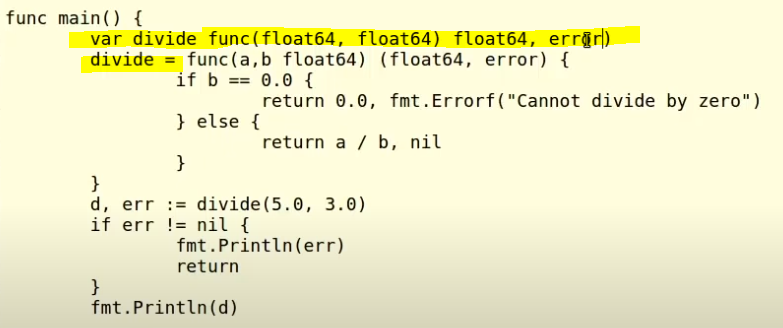 func main() {
var divide func(float64, float64) float64, error)
divide = func(a,b float64) (float64, error) {
if b == 0.0 {
return 0.0, fmt.Errorf("Cannot divide by zero")
} else {
return a / b, nil
}
}
d, err := divide(5.0, 3.0)
if err != nil {
fmt.Println(err)
return
}
fmt.Println(d)